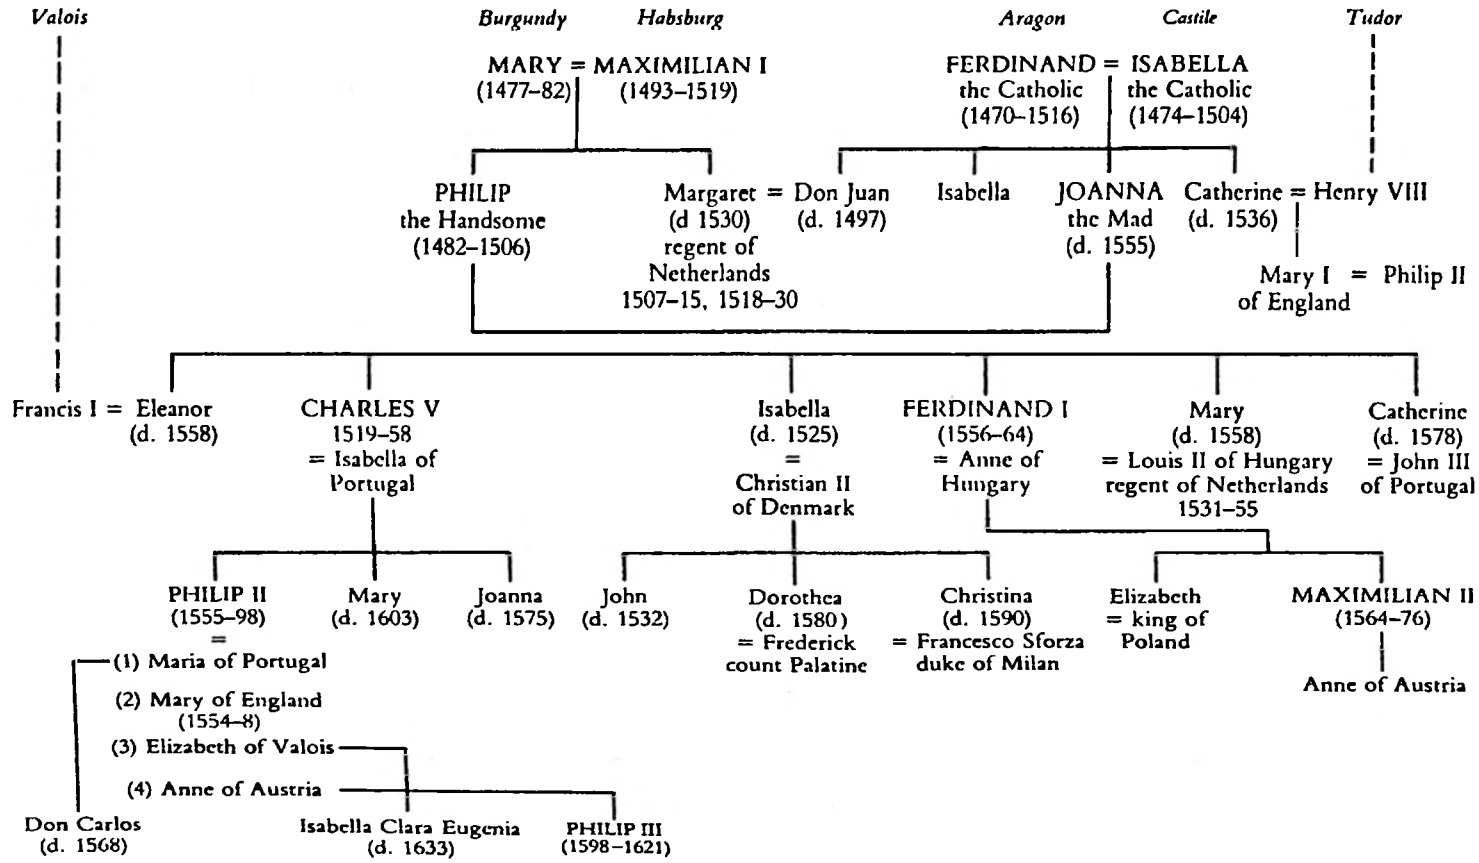 Valois
Burgundy Habsburg
Aragon Castile
Tudor
MARY = MAXIMILIAN I
(1477–82) (1493–1519)
FERDINAND = ISABELLA
the Catholic the Catholic
(1470–1516) (1474–1504)
PHILIP
the Handsome
(1482–1506)
Margaret = Don Juan
(d 1530) (d. 1497)
regent of
Netherlands
1507–15, 1518–30
Isabella
JOANNA
the Mad
(d. 1555)
Catherine = Henry VIII
(d. 1536)
Mary I = Philip II
of England
Francis I = Eleanor
(d. 1558)
CHARLES V
1519–58
= Isabella of
Portugal
Isabella
(d. 1525)
=
Christian II
of Denmark
FERDINAND I
(1556–64)
= Anne of
Hungary
Mary
(d. 1558)
= Louis II of Hungary
regent of Netherlands
1531–55
Catherine
(d. 1578)
= John III
of Portugal
PHILIP II
(1555–98)
=
Mary
(d. 1603)
Joanna
(d. 1575)
John
(d. 1532)
Dorothea
(d. 1580)
= Frederick
count Palatine
Christina
(d. 1590)
= Francesco Sforza
duke of Milan
Elizabeth
= king of
Poland
MAXIMILIAN II
(1564–76)
Anne of Austria
(1) Maria of Portugal
(2) Mary of England
(1554–8)
(3) Elizabeth of Valois
(4) Anne of Austria
Don Carlos
(d. 1568)
Isabella Clara Eugenia
(d. 1633)
PHILIP III
(1598–1621)